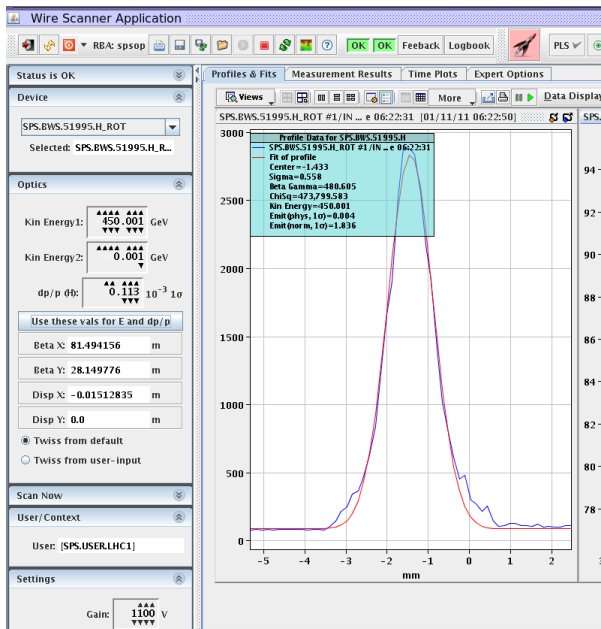 Wire Scanner Application
RBA: spsop
OK
OK
Feeback
Logbook
PLS
Status is OK
Device
SPS.BWS.51995.H_ROT
Selected: SPS.BWS.51995.H_R...
Optics
Kin Energy1: 450.001 GeV
Kin Energy2: 0.001 GeV
dp/p (H): 0.113 10⁻³ 1σ
Use these vals for E and dp/p
Beta X: 81.494156 m
Beta Y: 28.149776 m
Disp X: -0.01512835 m
Disp Y: 0.0 m
Twiss from default
Twiss from user-input
Scan Now
User/Context
User: [SPS.USER.LHC1]
Settings
Gain: 1100 V
Profiles & Fits
Measurement Results
Time Plots
Expert Options
Views
More
Data Display
SPS.BWS.51995.H_ROT #1/IN ... e 06:22:31 [01/11/11 06:22:50]
SPS.
Profile Data for SPS.BWS.51995.H
SPS.BWS.51995.H_ROT #1/IN ... e 06:22:31
Fit of profile
Center=-1.433
Sigma=0.558
Beta Gamma=480.605
ChiSq=473,799.583
Kin Energy=450.001
Emit(phys, 1σ)=0.004
Emit(norm, 1σ)=1.836
3000
2500
2000
1500
1000
500
0
-5 -4 -3 -2 -1 0 1 2
mm
94
92
90
88
86
84
82
80
78